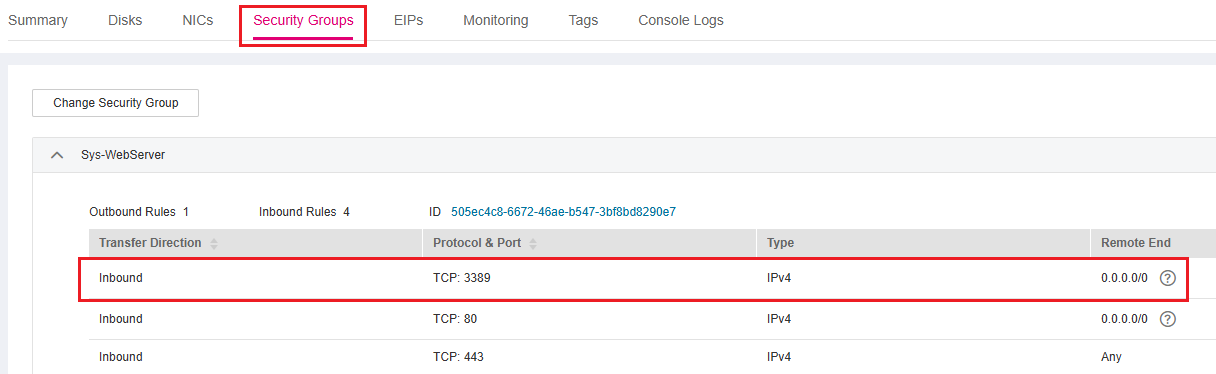 Summary Disks NICs Security Groups EIPs Monitoring Tags Console Logs
Change Security Group
Sys-WebServer
Outbound Rules 1 Inbound Rules 4 ID 505ec4c8-6672-46ae-b547-3bf8bd8290e7
Transfer Direction Protocol & Port Type Remote End
Inbound TCP: 3389 IPv4 0.0.0.0/0 ?
Inbound TCP: 80 IPv4 0.0.0.0/0 ?
Inbound TCP: 443 IPv4 Any